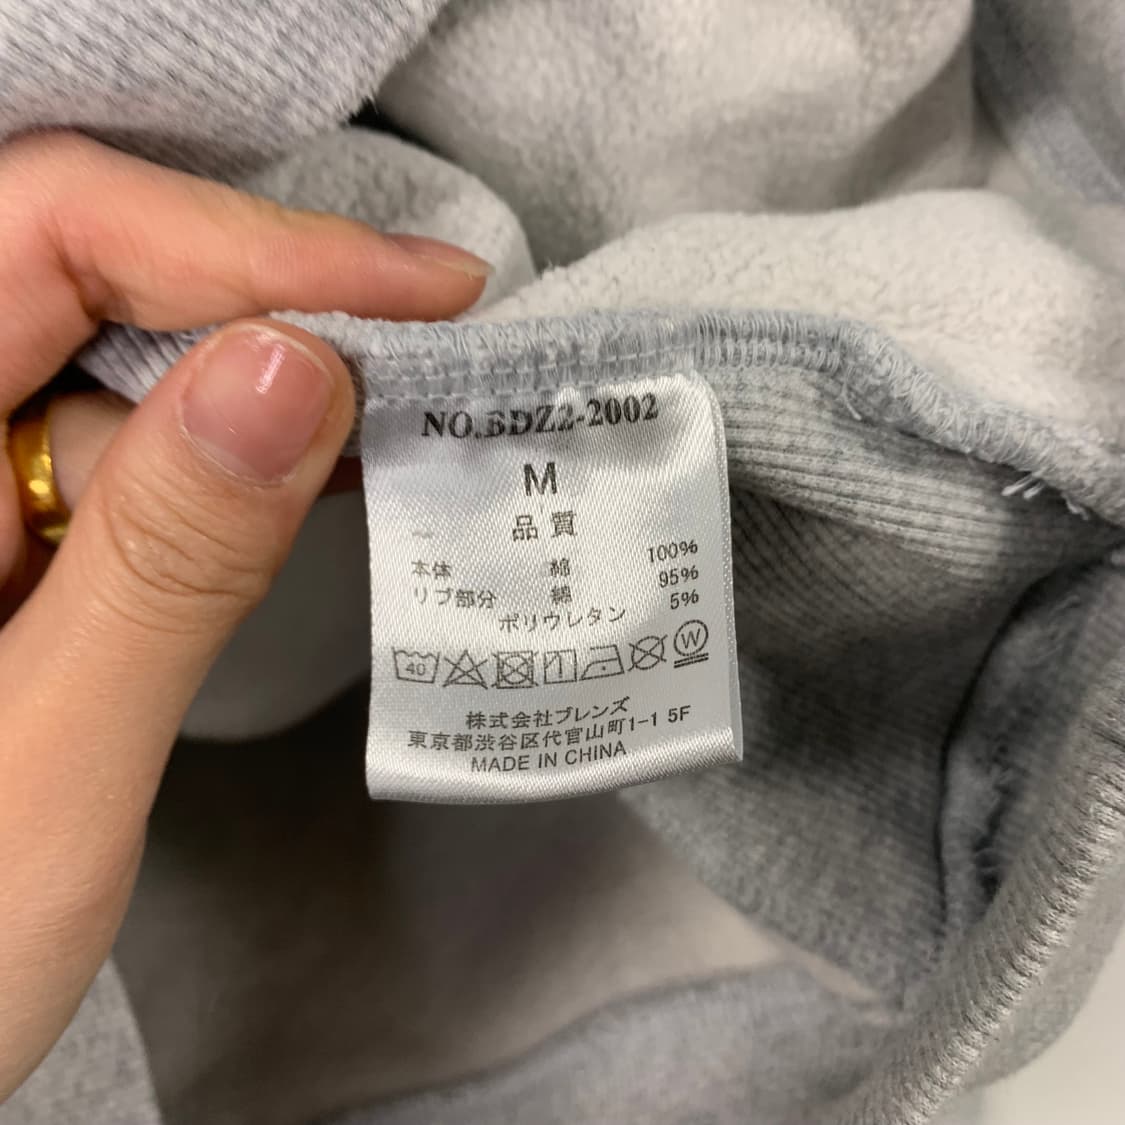 NO.BDZ2-2002
M
品質
本体 綿 100%
リブ部分 綿 95%
ポリウレタン 5%
40 W
株式会社ブレンズ
東京都渋谷区代官山町1-1 5F
MADE IN CHINA